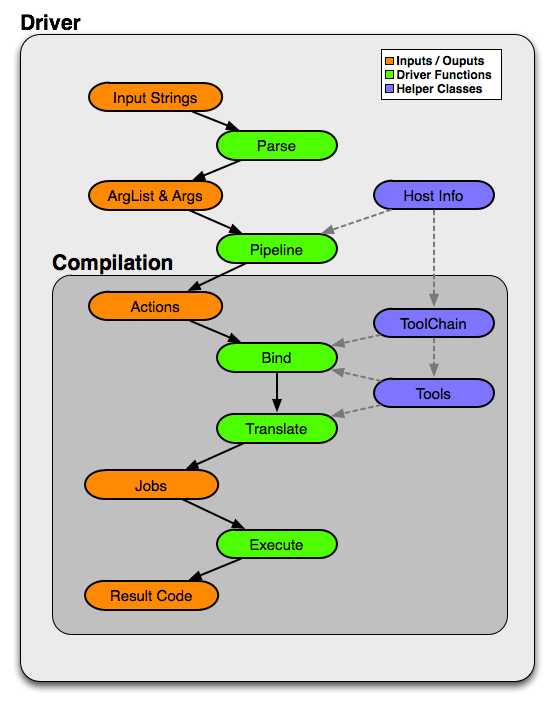 Driver
Inputs / Ouputs
Driver Functions
Helper Classes
Input Strings
Parse
ArgList & Args
Host Info
Pipeline
Compilation
Actions
ToolChain
Bind
Tools
Translate
Jobs
Execute
Result Code